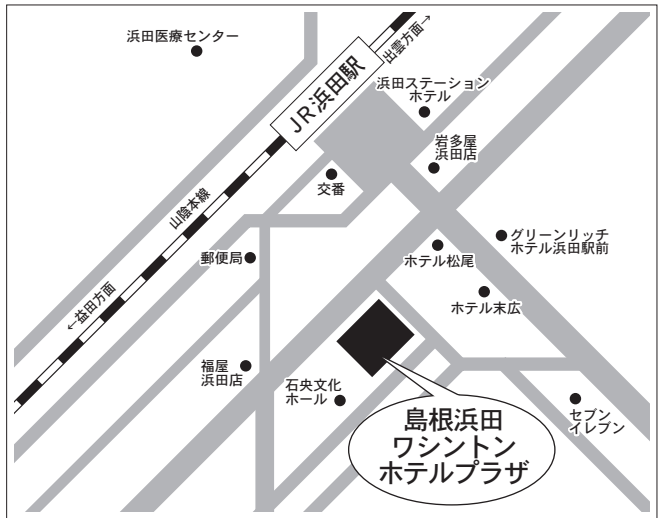 浜田医療センター
出雲方面→
JR浜田駅
浜田ステーション
ホテル
岩多屋
浜田店
交番
山陰本線
グリーンリッチ
ホテル浜田駅前
郵便局
ホテル松尾
←益田方面
ホテル末広
福屋
浜田店
石央文化
ホール
島根浜田
ワシントン
ホテルプラザ
セブン
イレブン